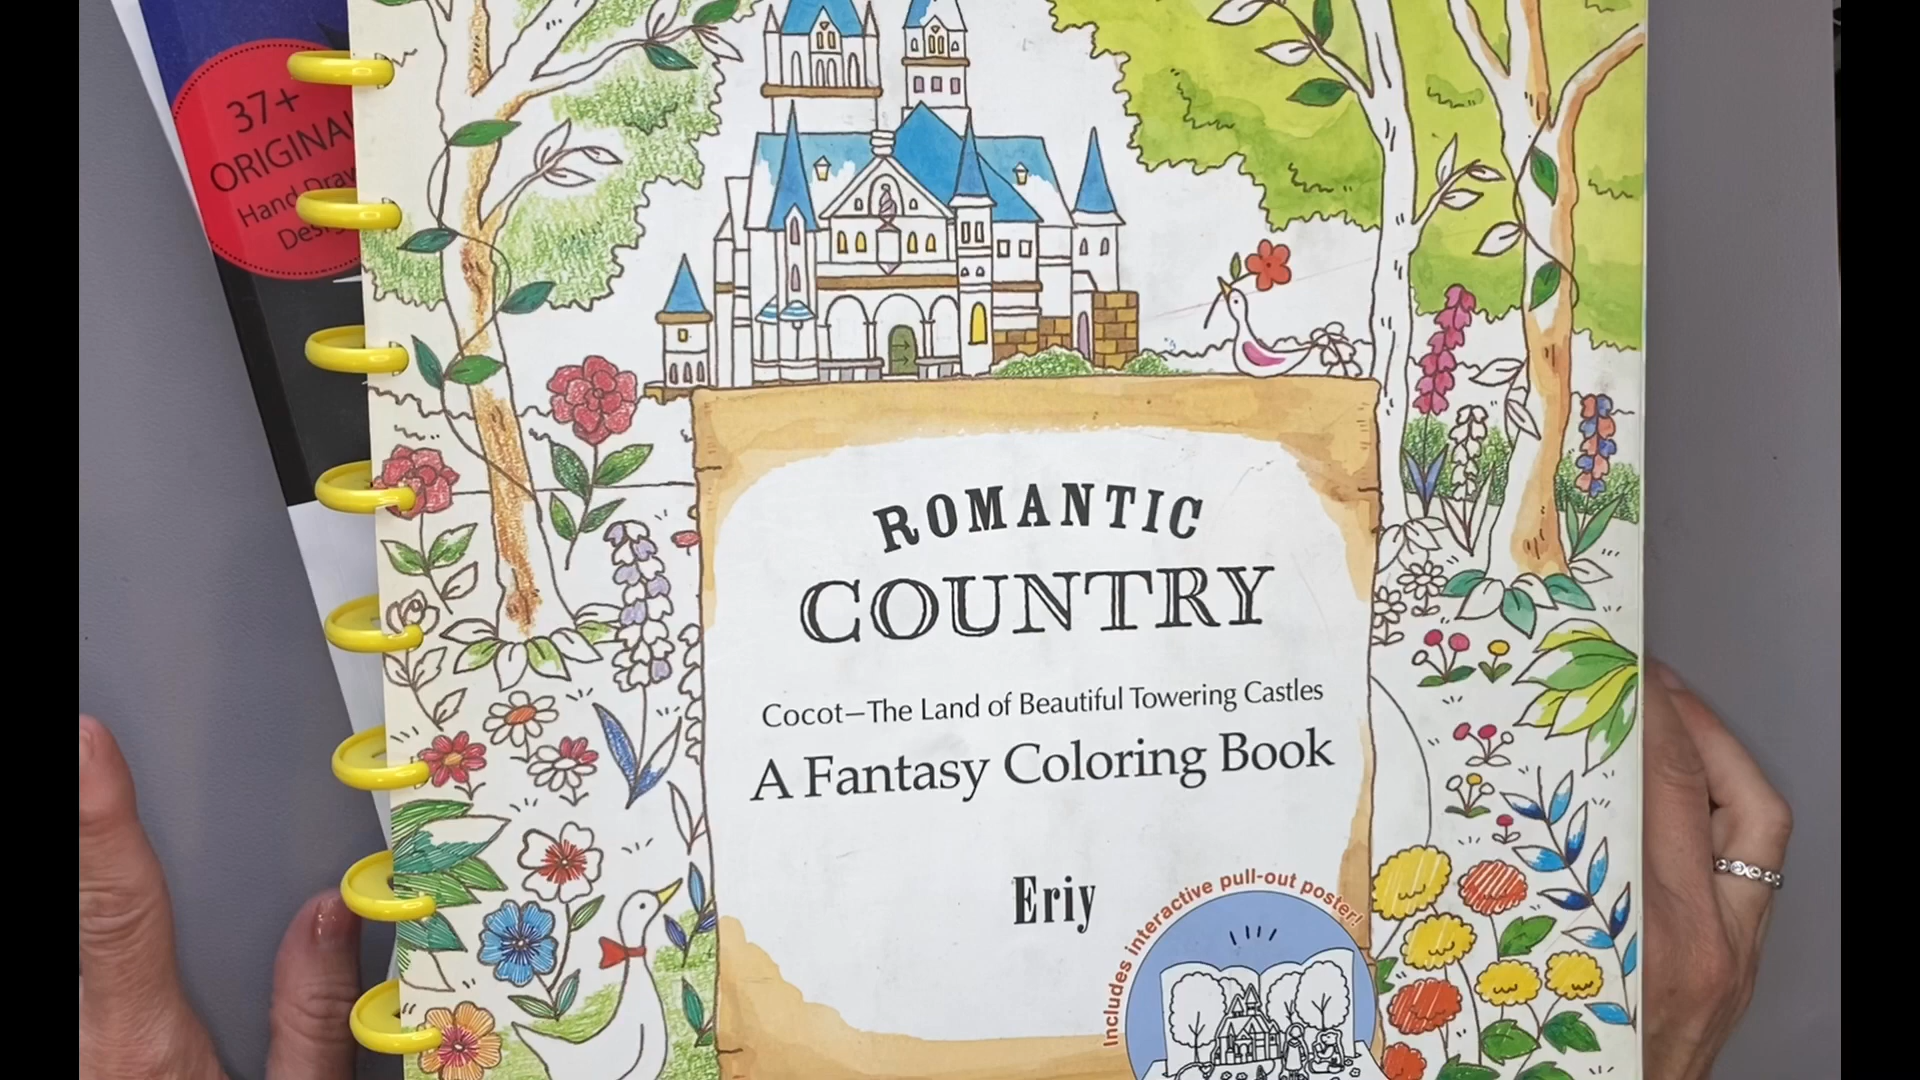 37+
ORIGINAL
ROMANTIC
COUNTRY
Cocot—The Land of Beautiful Towering Castles
A Fantasy Coloring Book
Eriy
Includes interactive pull-out poster!